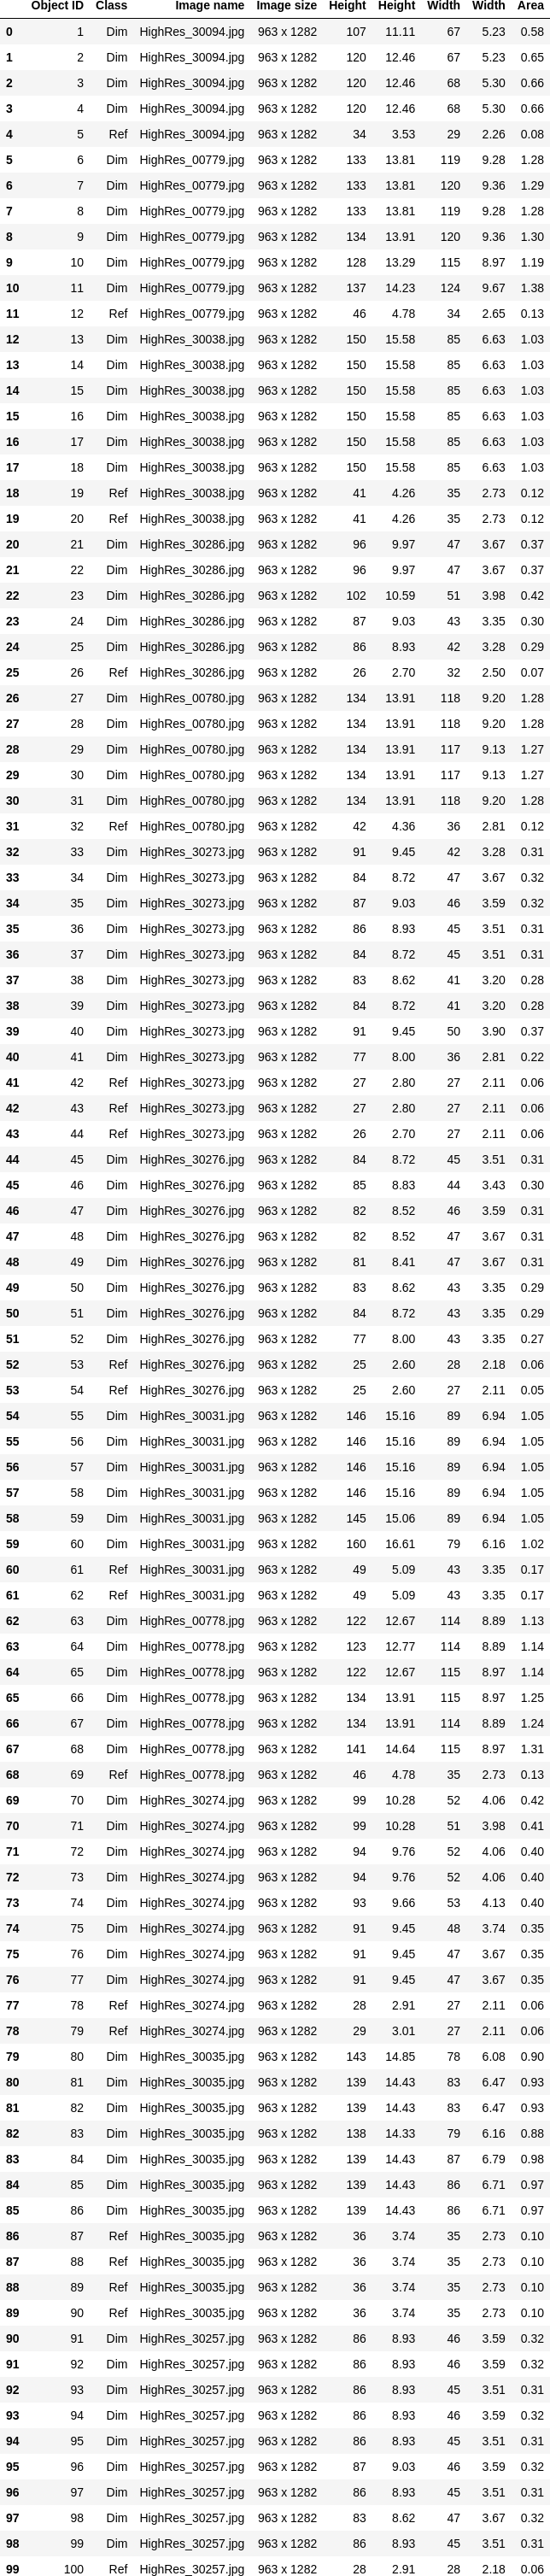 Object ID Class Image name Image size Height Height Width Width Area
0 1 Dim HighRes_30094.jpg 963 x 1282 107 11.11 67 5.23 0.58
1 2 Dim HighRes_30094.jpg 963 x 1282 120 12.46 67 5.23 0.65
2 3 Dim HighRes_30094.jpg 963 x 1282 120 12.46 68 5.30 0.66
3 4 Dim HighRes_30094.jpg 963 x 1282 120 12.46 68 5.30 0.66
4 5 Ref HighRes_30094.jpg 963 x 1282 34 3.53 29 2.26 0.08
5 6 Dim HighRes_00779.jpg 963 x 1282 133 13.81 119 9.28 1.28
6 7 Dim HighRes_00779.jpg 963 x 1282 133 13.81 120 9.36 1.29
7 8 Dim HighRes_00779.jpg 963 x 1282 133 13.81 119 9.28 1.28
8 9 Dim HighRes_00779.jpg 963 x 1282 134 13.91 120 9.36 1.30
9 10 Dim HighRes_00779.jpg 963 x 1282 128 13.29 115 8.97 1.19
10 11 Dim HighRes_00779.jpg 963 x 1282 137 14.23 124 9.67 1.38
11 12 Ref HighRes_00779.jpg 963 x 1282 46 4.78 34 2.65 0.13
12 13 Dim HighRes_30038.jpg 963 x 1282 150 15.58 85 6.63 1.03
13 14 Dim HighRes_30038.jpg 963 x 1282 150 15.58 85 6.63 1.03
14 15 Dim HighRes_30038.jpg 963 x 1282 150 15.58 85 6.63 1.03
15 16 Dim HighRes_30038.jpg 963 x 1282 150 15.58 85 6.63 1.03
16 17 Dim HighRes_30038.jpg 963 x 1282 150 15.58 85 6.63 1.03
17 18 Dim HighRes_30038.jpg 963 x 1282 150 15.58 85 6.63 1.03
18 19 Ref HighRes_30038.jpg 963 x 1282 41 4.26 35 2.73 0.12
19 20 Ref HighRes_30038.jpg 963 x 1282 41 4.26 35 2.73 0.12
20 21 Dim HighRes_30286.jpg 963 x 1282 96 9.97 47 3.67 0.37
21 22 Dim HighRes_30286.jpg 963 x 1282 96 9.97 47 3.67 0.37
22 23 Dim HighRes_30286.jpg 963 x 1282 102 10.59 51 3.98 0.42
23 24 Dim HighRes_30286.jpg 963 x 1282 87 9.03 43 3.35 0.30
24 25 Dim HighRes_30286.jpg 963 x 1282 86 8.93 42 3.28 0.29
25 26 Ref HighRes_30286.jpg 963 x 1282 26 2.70 32 2.50 0.07
26 27 Dim HighRes_00780.jpg 963 x 1282 134 13.91 118 9.20 1.28
27 28 Dim HighRes_00780.jpg 963 x 1282 134 13.91 118 9.20 1.28
28 29 Dim HighRes_00780.jpg 963 x 1282 134 13.91 117 9.13 1.27
29 30 Dim HighRes_00780.jpg 963 x 1282 134 13.91 117 9.13 1.27
30 31 Dim HighRes_00780.jpg 963 x 1282 134 13.91 118 9.20 1.28
31 32 Ref HighRes_00780.jpg 963 x 1282 42 4.36 36 2.81 0.12
32 33 Dim HighRes_30273.jpg 963 x 1282 91 9.45 42 3.28 0.31
33 34 Dim HighRes_30273.jpg 963 x 1282 84 8.72 47 3.67 0.32
34 35 Dim HighRes_30273.jpg 963 x 1282 87 9.03 46 3.59 0.32
35 36 Dim HighRes_30273.jpg 963 x 1282 86 8.93 45 3.51 0.31
36 37 Dim HighRes_30273.jpg 963 x 1282 84 8.72 45 3.51 0.31
37 38 Dim HighRes_30273.jpg 963 x 1282 83 8.62 41 3.20 0.28
38 39 Dim HighRes_30273.jpg 963 x 1282 84 8.72 41 3.20 0.28
39 40 Dim HighRes_30273.jpg 963 x 1282 91 9.45 50 3.90 0.37
40 41 Dim HighRes_30273.jpg 963 x 1282 77 8.00 36 2.81 0.22
41 42 Ref HighRes_30273.jpg 963 x 1282 27 2.80 27 2.11 0.06
42 43 Ref HighRes_30273.jpg 963 x 1282 27 2.80 27 2.11 0.06
43 44 Ref HighRes_30273.jpg 963 x 1282 26 2.70 27 2.11 0.06
44 45 Dim HighRes_30276.jpg 963 x 1282 84 8.72 45 3.51 0.31
45 46 Dim HighRes_30276.jpg 963 x 1282 85 8.83 44 3.43 0.30
46 47 Dim HighRes_30276.jpg 963 x 1282 82 8.52 46 3.59 0.31
47 48 Dim HighRes_30276.jpg 963 x 1282 82 8.52 47 3.67 0.31
48 49 Dim HighRes_30276.jpg 963 x 1282 81 8.41 47 3.67 0.31
49 50 Dim HighRes_30276.jpg 963 x 1282 83 8.62 43 3.35 0.29
50 51 Dim HighRes_30276.jpg 963 x 1282 84 8.72 43 3.35 0.29
51 52 Dim HighRes_30276.jpg 963 x 1282 77 8.00 43 3.35 0.27
52 53 Ref HighRes_30276.jpg 963 x 1282 25 2.60 28 2.18 0.06
53 54 Ref HighRes_30276.jpg 963 x 1282 25 2.60 27 2.11 0.05
54 55 Dim HighRes_30031.jpg 963 x 1282 146 15.16 89 6.94 1.05
55 56 Dim HighRes_30031.jpg 963 x 1282 146 15.16 89 6.94 1.05
56 57 Dim HighRes_30031.jpg 963 x 1282 146 15.16 89 6.94 1.05
57 58 Dim HighRes_30031.jpg 963 x 1282 146 15.16 89 6.94 1.05
58 59 Dim HighRes_30031.jpg 963 x 1282 145 15.06 89 6.94 1.05
59 60 Dim HighRes_30031.jpg 963 x 1282 160 16.61 79 6.16 1.02
60 61 Ref HighRes_30031.jpg 963 x 1282 49 5.09 43 3.35 0.17
61 62 Ref HighRes_30031.jpg 963 x 1282 49 5.09 43 3.35 0.17
62 63 Dim HighRes_00778.jpg 963 x 1282 122 12.67 114 8.89 1.13
63 64 Dim HighRes_00778.jpg 963 x 1282 123 12.77 114 8.89 1.14
64 65 Dim HighRes_00778.jpg 963 x 1282 122 12.67 115 8.97 1.14
65 66 Dim HighRes_00778.jpg 963 x 1282 134 13.91 115 8.97 1.25
66 67 Dim HighRes_00778.jpg 963 x 1282 134 13.91 114 8.89 1.24
67 68 Dim HighRes_00778.jpg 963 x 1282 141 14.64 115 8.97 1.31
68 69 Ref HighRes_00778.jpg 963 x 1282 46 4.78 35 2.73 0.13
69 70 Dim HighRes_30274.jpg 963 x 1282 99 10.28 52 4.06 0.42
70 71 Dim HighRes_30274.jpg 963 x 1282 99 10.28 51 3.98 0.41
71 72 Dim HighRes_30274.jpg 963 x 1282 94 9.76 52 4.06 0.40
72 73 Dim HighRes_30274.jpg 963 x 1282 94 9.76 52 4.06 0.40
73 74 Dim HighRes_30274.jpg 963 x 1282 93 9.66 53 4.13 0.40
74 75 Dim HighRes_30274.jpg 963 x 1282 91 9.45 48 3.74 0.35
75 76 Dim HighRes_30274.jpg 963 x 1282 91 9.45 47 3.67 0.35
76 77 Dim HighRes_30274.jpg 963 x 1282 91 9.45 47 3.67 0.35
77 78 Ref HighRes_30274.jpg 963 x 1282 28 2.91 27 2.11 0.06
78 79 Ref HighRes_30274.jpg 963 x 1282 29 3.01 27 2.11 0.06
79 80 Dim HighRes_30035.jpg 963 x 1282 143 14.85 78 6.08 0.90
80 81 Dim HighRes_30035.jpg 963 x 1282 139 14.43 83 6.47 0.93
81 82 Dim HighRes_30035.jpg 963 x 1282 139 14.43 83 6.47 0.93
82 83 Dim HighRes_30035.jpg 963 x 1282 138 14.33 79 6.16 0.88
83 84 Dim HighRes_30035.jpg 963 x 1282 139 14.43 87 6.79 0.98
84 85 Dim HighRes_30035.jpg 963 x 1282 139 14.43 86 6.71 0.97
85 86 Dim HighRes_30035.jpg 963 x 1282 139 14.43 86 6.71 0.97
86 87 Ref HighRes_30035.jpg 963 x 1282 36 3.74 35 2.73 0.10
87 88 Ref HighRes_30035.jpg 963 x 1282 36 3.74 35 2.73 0.10
88 89 Ref HighRes_30035.jpg 963 x 1282 36 3.74 35 2.73 0.10
89 90 Ref HighRes_30035.jpg 963 x 1282 36 3.74 35 2.73 0.10
90 91 Dim HighRes_30257.jpg 963 x 1282 86 8.93 46 3.59 0.32
91 92 Dim HighRes_30257.jpg 963 x 1282 86 8.93 46 3.59 0.32
92 93 Dim HighRes_30257.jpg 963 x 1282 86 8.93 45 3.51 0.31
93 94 Dim HighRes_30257.jpg 963 x 1282 86 8.93 46 3.59 0.32
94 95 Dim HighRes_30257.jpg 963 x 1282 86 8.93 45 3.51 0.31
95 96 Dim HighRes_30257.jpg 963 x 1282 87 9.03 46 3.59 0.32
96 97 Dim HighRes_30257.jpg 963 x 1282 86 8.93 45 3.51 0.31
97 98 Dim HighRes_30257.jpg 963 x 1282 83 8.62 47 3.67 0.32
98 99 Dim HighRes_30257.jpg 963 x 1282 86 8.93 45 3.51 0.31
99 100 Ref HighRes_30257.jpg 963 x 1282 28 2.91 28 2.18 0.06